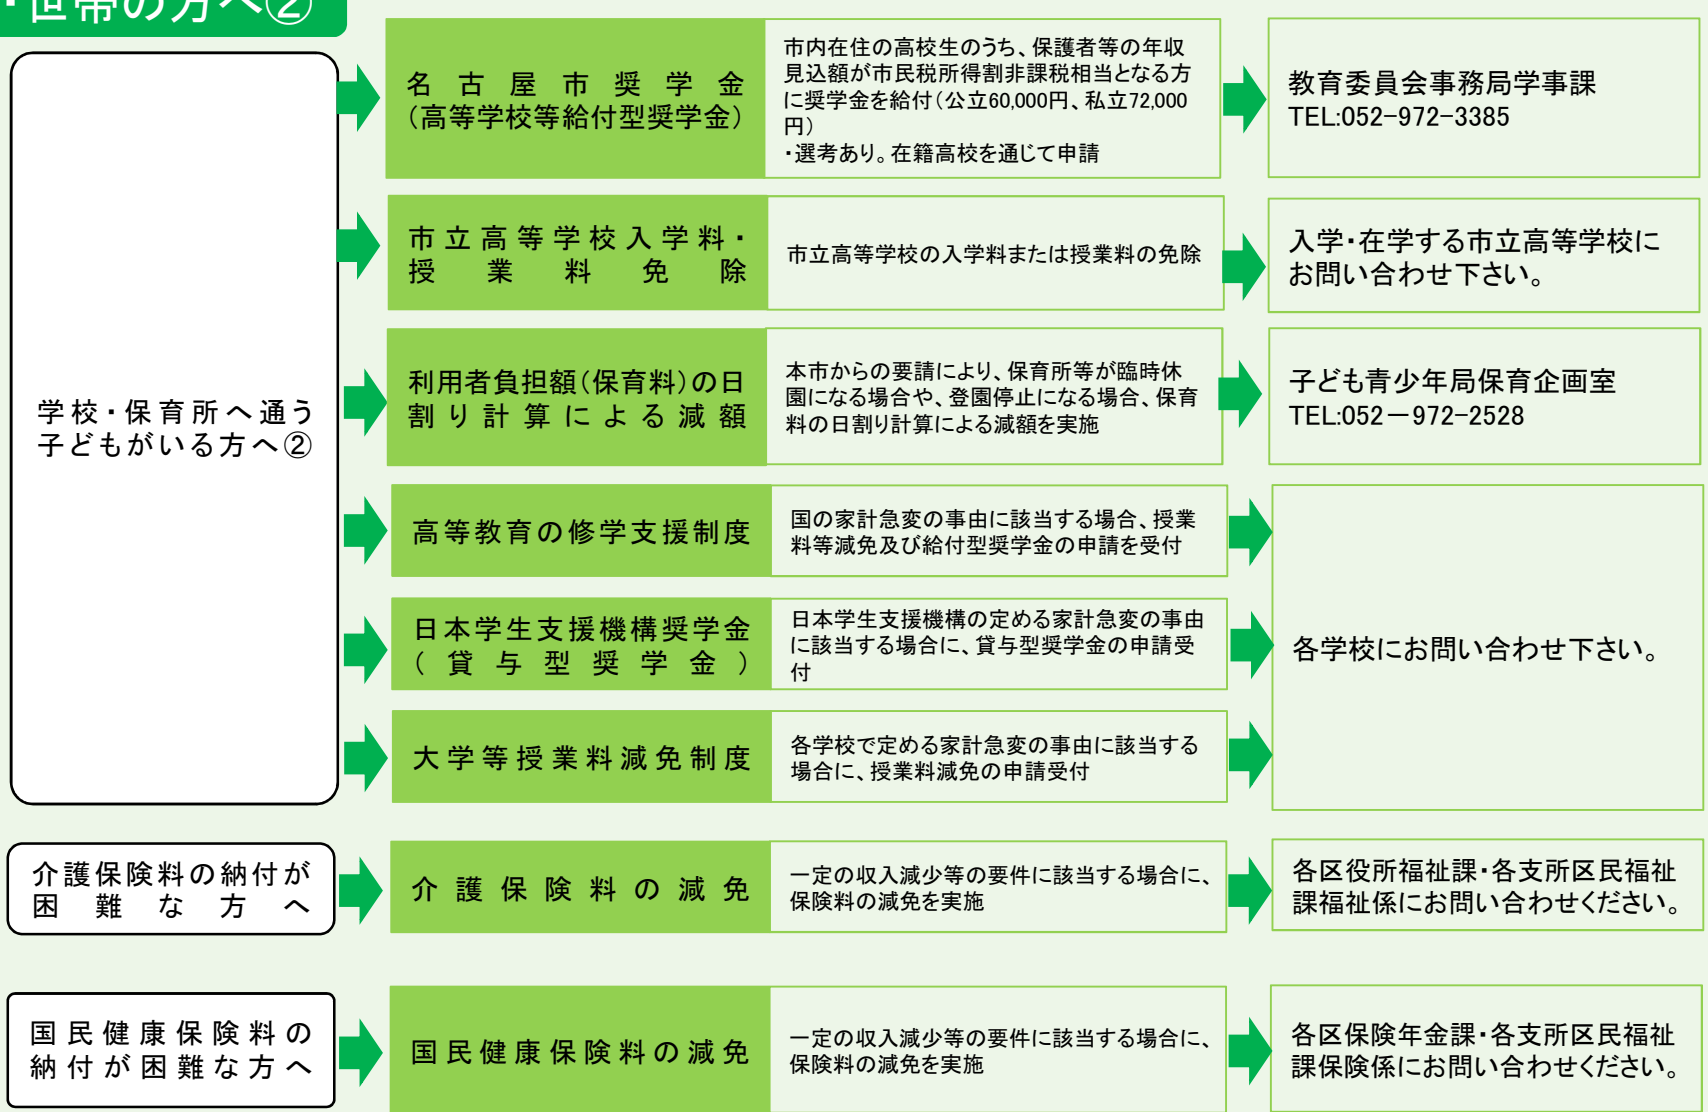 ・世帯の方へ②
学校・保育所へ通う
子どもがいる方へ②
名古屋市奨学金
(高等学校等給付型奨学金)
市内在住の高校生のうち、保護者等の年収
見込額が市民税所得割非課税相当となる方
に奨学金を給付(公立60,000円、私立72,000
円)
・選考あり。在籍高校を通じて申請
教育委員会事務局学事課
TEL:052-972-3385
市立高等学校入学料・
授業料免除
市立高等学校の入学料または授業料の免除
入学・在学する市立高等学校に
お問い合わせ下さい。
利用者負担額(保育料)の日
割り計算による減額
本市からの要請により、保育所等が臨時休
園になる場合や、登園停止になる場合、保育
料の日割り計算による減額を実施
子ども青少年局保育企画室
TEL:052-972-2528
高等教育の修学支援制度
国の家計急変の事由に該当する場合、授業
料等減免及び給付型奨学金の申請を受付
日本学生支援機構奨学金
(貸与型奨学金)
日本学生支援機構の定める家計急変の事由
に該当する場合に、貸与型奨学金の申請受
付
各学校にお問い合わせ下さい。
大学等授業料減免制度
各学校で定める家計急変の事由に該当する
場合に、授業料減免の申請受付
介護保険料の納付が
困難な方へ
介護保険料の減免
一定の収入減少等の要件に該当する場合に、
保険料の減免を実施
各区役所福祉課・各支所区民福祉
課福祉係にお問い合わせください。
国民健康保険料の
納付が困難な方へ
国民健康保険料の減免
一定の収入減少等の要件に該当する場合に、
保険料の減免を実施
各区保険年金課・各支所区民福祉
課保険係にお問い合わせください。